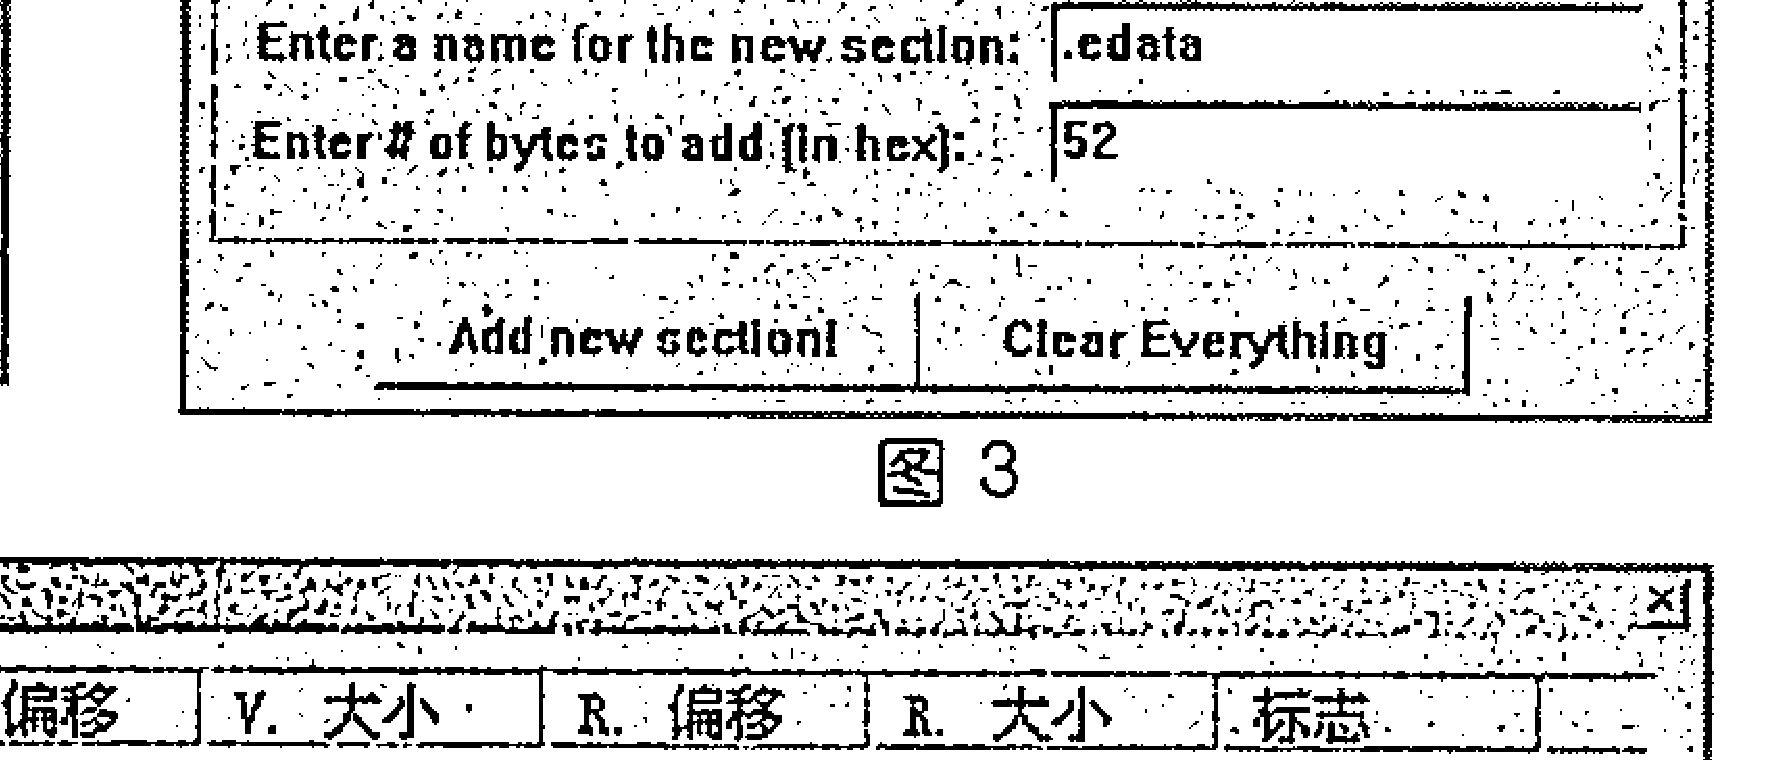 Enter a name for the new section: .edata
Enter # of bytes to add (in hex): 52
Add new section! Clear Everything
图 3
偏移 V. 大小 R. 偏移 R. 大小 标志